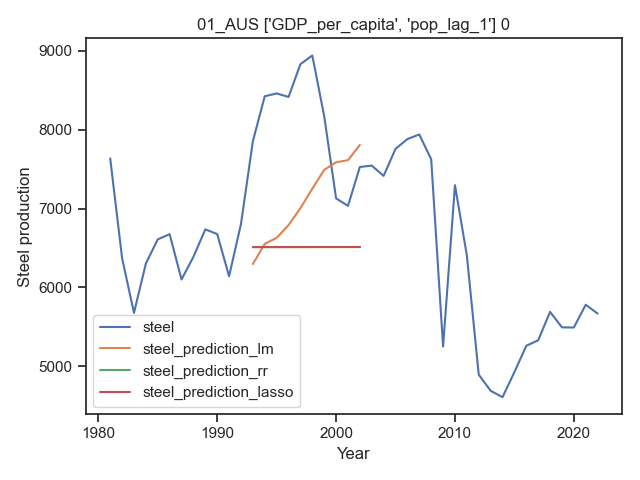 01_AUS ['GDP_per_capita', 'pop_lag_1'] 0
9000
8000
7000
6000
5000
Steel production
steel
steel_prediction_lm
steel_prediction_rr
steel_prediction_lasso
1980
1990
2000
2010
2020
Year